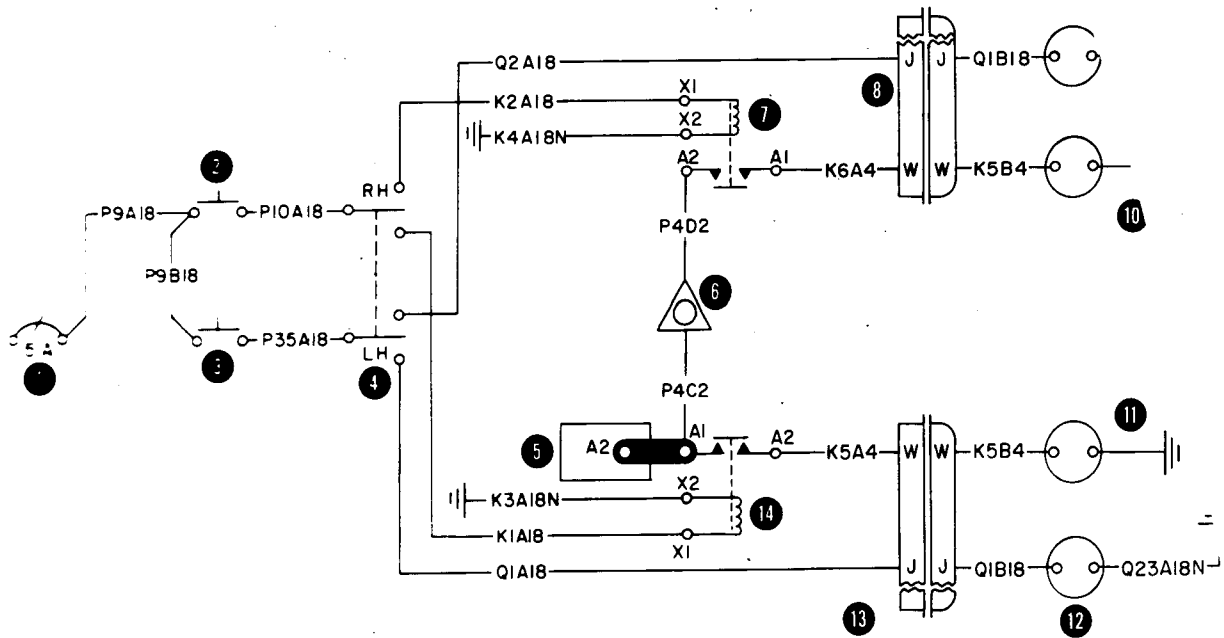 Q2A18
J J
Q1B18
8
K2A18
X1
7
K4A18N
X2
A2
A1
K6A4
W W
K5B4
2
RH
P9A18
P10A18
10
P4D2
P9B18
6
5 A
3
P35A18
LH
4
P4C2
11
5
A2
A1
A2
K5A4
W W
K5B4
K3A18N
X2
14
K1A18
X1
Q1A18
J J
Q1B18
Q23A18N
13
12